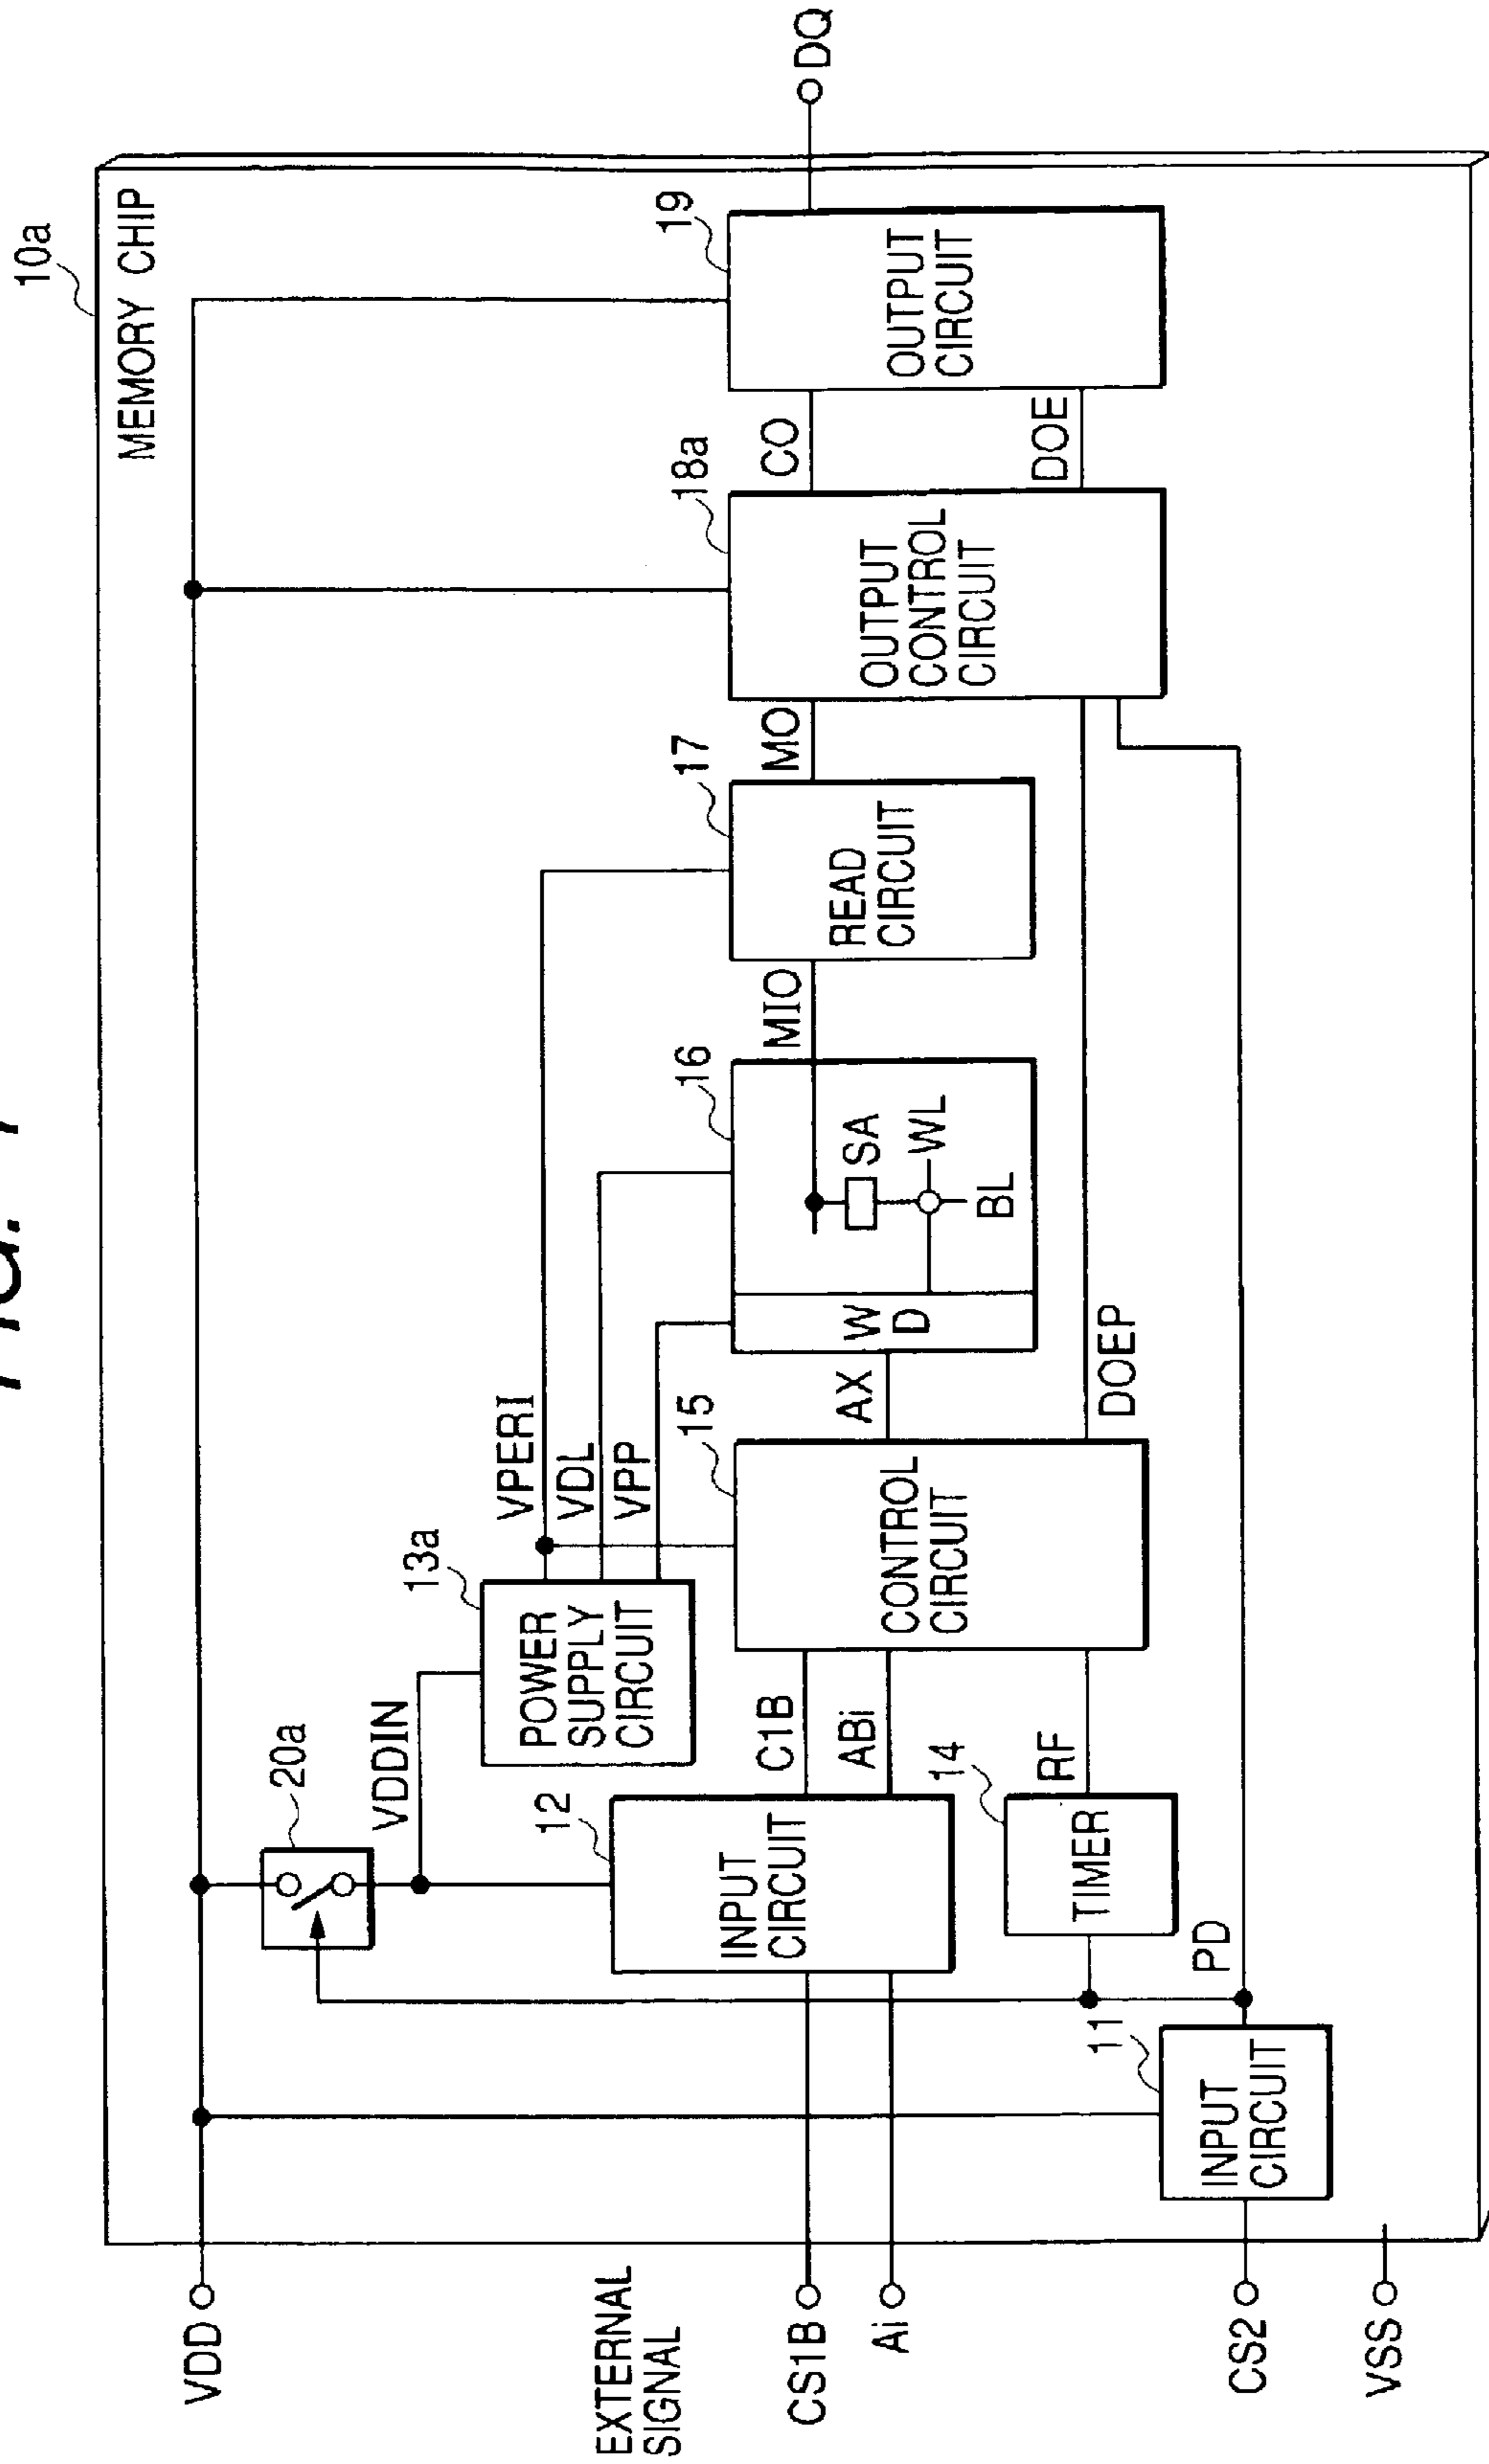 FIG. 1
10a
MEMORY CHIP
VDD
20a
VDDIN
13a
POWER
SUPPLY
CIRCUIT
VPERI
VDL
VPP
EXTERNAL
SIGNAL
CS1B
Ai
12
INPUT
CIRCUIT
C1B
ABi
15
CONTROL
CIRCUIT
AX
16
W
D
SA
WL
BL
MIO
17
READ
CIRCUIT
MO
18a
OUTPUT
CONTROL
CIRCUIT
CO
DOE
19
OUTPUT
CIRCUIT
DQ
14
TIMER
RF
DOEP
CS2
11
INPUT
CIRCUIT
PD
VSS